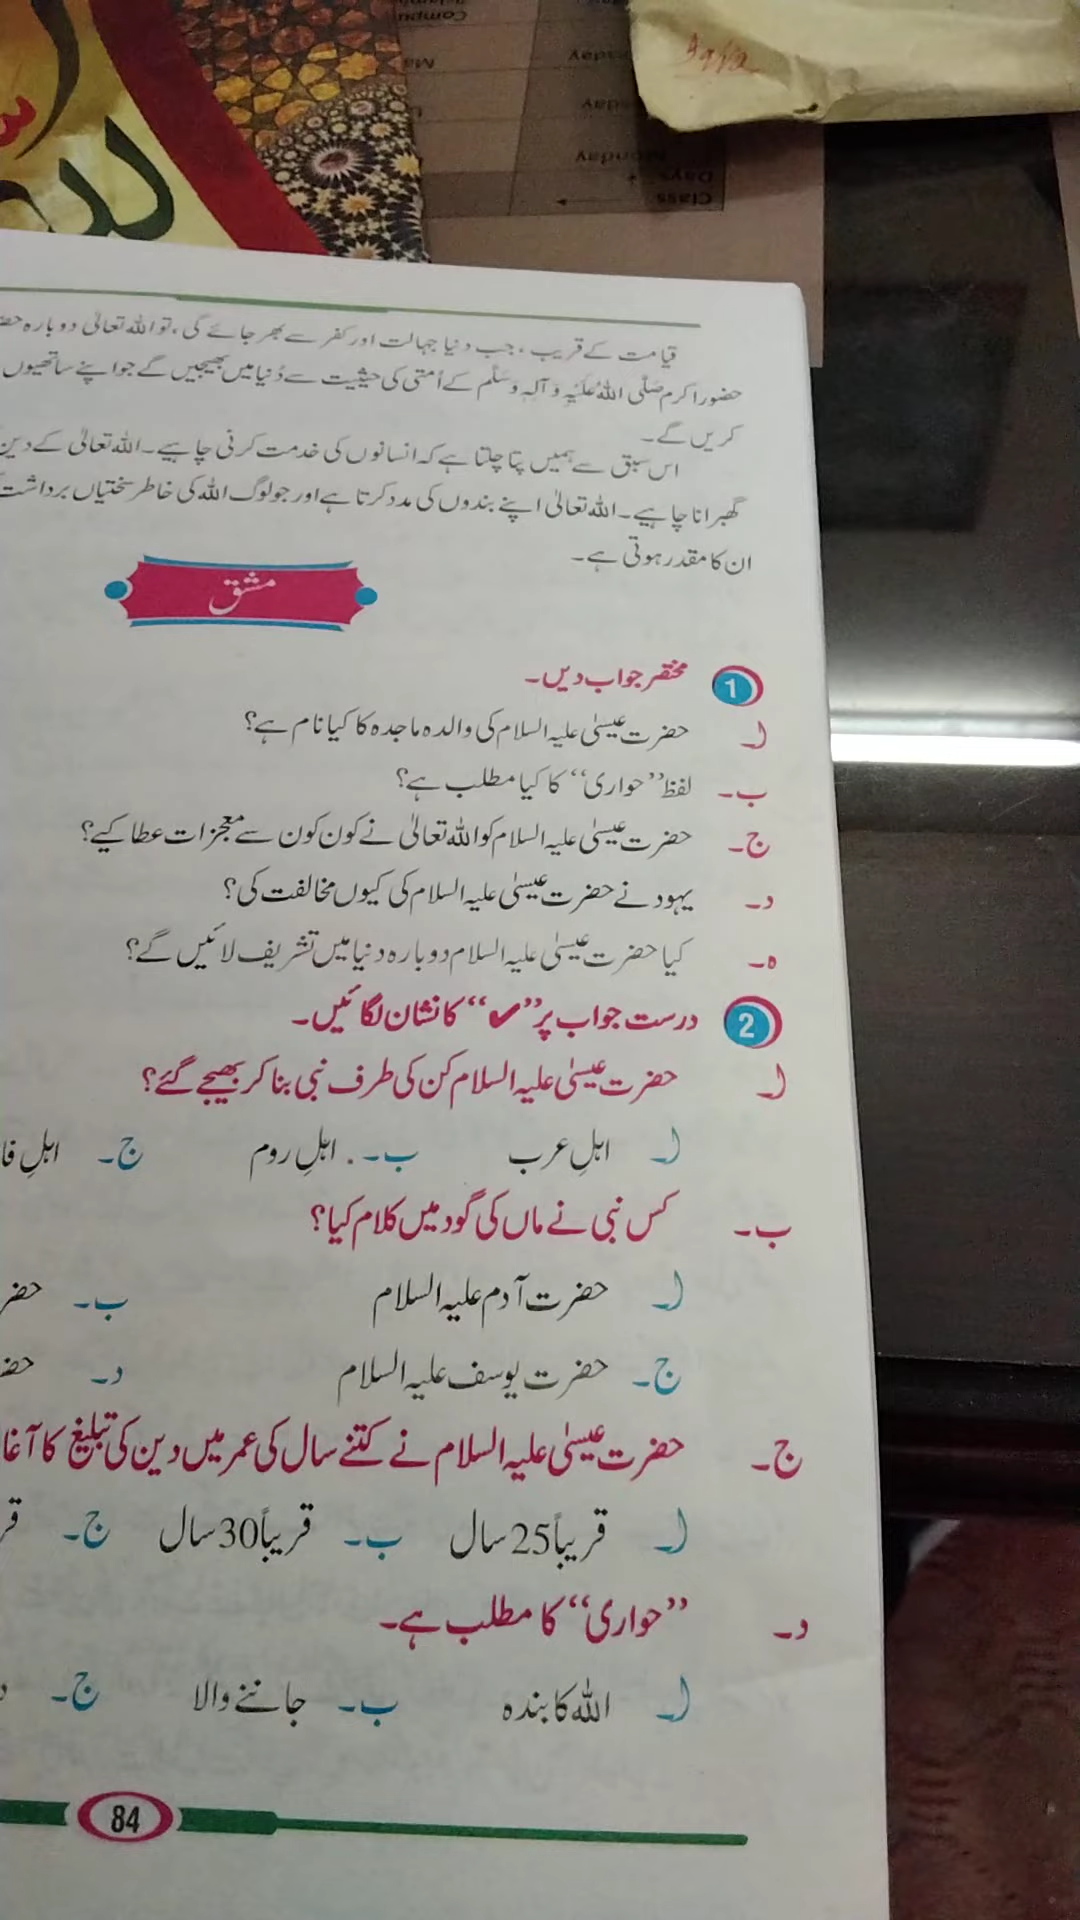 Class
Days
Monday
قیامت کے قریب ، جب دنیا جہالت اور کفر سے بھر جائے گی ، تو اللہ تعالیٰ دوبارہ
حضور اکرم صَلَّی اللہُ عَلَیْہِ وَ آلِہٖ وَسَلَّم کے اُمتی کی حیثیت سے دُنیا میں بھیجیں گے جو اپنے ساتھیوں
کریں گے۔
اس سبق سے ہمیں پتا چلتا ہے کہ انسانوں کی خدمت کرنی چاہیے۔ اللہ تعالیٰ کے دین
گھبرانا چاہیے۔ اللہ تعالیٰ اپنے بندوں کی مدد کرتا ہے اور جو لوگ اللہ کی خاطر سختیاں برداشت
ان کا مقدر ہوتی ہے۔
مشق
1 مختصر جواب دیں۔
ا۔ حضرت عیسیٰ علیہ السلام کی والدہ ماجدہ کا کیا نام ہے؟
ب۔ لفظ ”حواری“ کا کیا مطلب ہے؟
ج۔ حضرت عیسیٰ علیہ السلام کو اللہ تعالیٰ نے کون کون سے معجزات عطا کیے؟
د۔ یہود نے حضرت عیسیٰ علیہ السلام کی کیوں مخالفت کی؟
ہ۔ کیا حضرت عیسیٰ علیہ السلام دوبارہ دنیا میں تشریف لائیں گے؟
2 درست جواب پر ”✔“ کا نشان لگائیں۔
ا۔ حضرت عیسیٰ علیہ السلام کن کی طرف نبی بنا کر بھیجے گئے؟
ا۔ اہلِ عرب ب۔ اہلِ روم ج۔ اہلِ
ب۔ کس نبی نے ماں کی گود میں کلام کیا؟
ا۔ حضرت آدم علیہ السلام ب۔
ج۔ حضرت یوسف علیہ السلام د۔
ج۔ حضرت عیسیٰ علیہ السلام نے کتنے سال کی عمر میں دین کی تبلیغ کا
ا۔ قریباً 25 سال ب۔ قریباً 30 سال ج۔
د۔ ”حواری“ کا مطلب ہے۔
ا۔ اللہ کا بندہ ب۔ جاننے والا ج۔
84